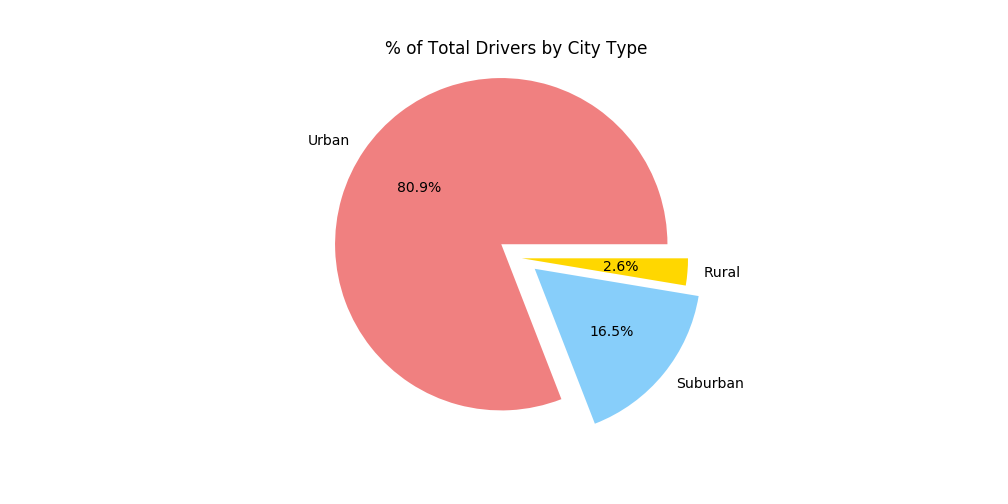 % of Total Drivers by City Type
Urban
80.9%
2.6%
Rural
16.5%
Suburban